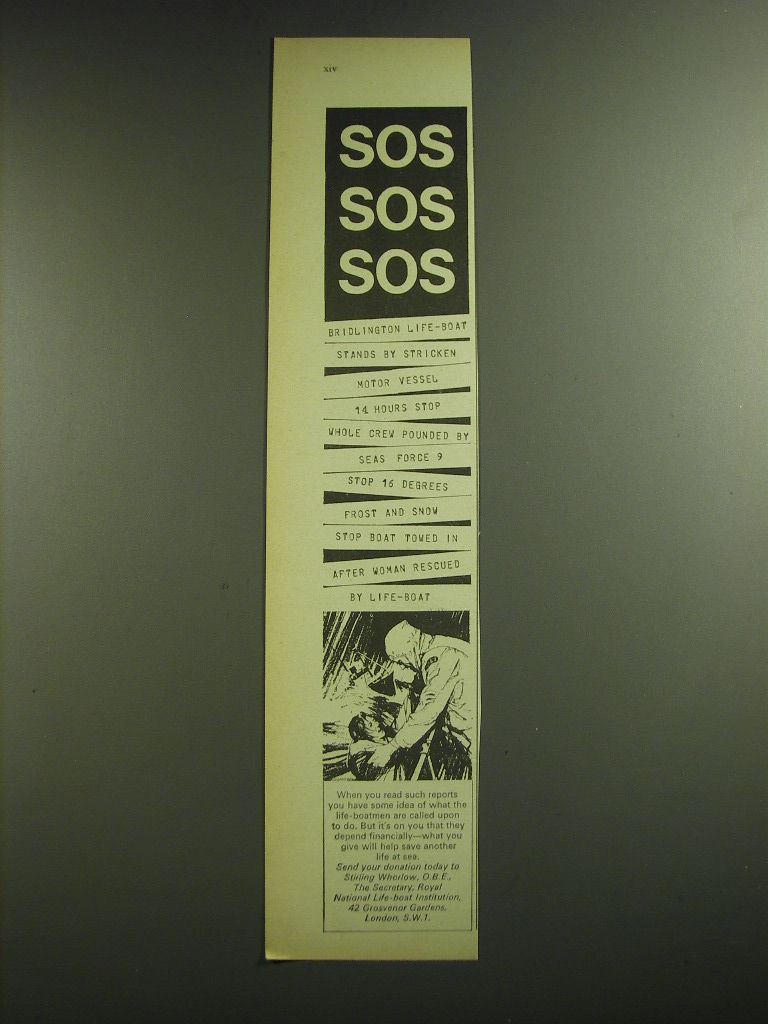 xiv
SOS
SOS
SOS
BRIDLINGTON LIFE-BOAT
STANDS BY STRICKEN
MOTOR VESSEL
14 HOURS STOP
WHOLE CREW POUNDED BY
SEAS FORCE 9
STOP 16 DEGREES
FROST AND SNOW
STOP BOAT TOWED IN
AFTER WOMAN RESCUED
BY LIFE-BOAT
When you read such reports
you have some idea of what the
life-boatmen are called upon
to do. But it's on you that they
depend financially—what you
give will help save another
life at sea.
Send your donation today to
Stirling Whorlow, O.B.E.,
The Secretary, Royal
National Life-boat Institution,
42 Grosvenor Gardens,
London, S.W.1.